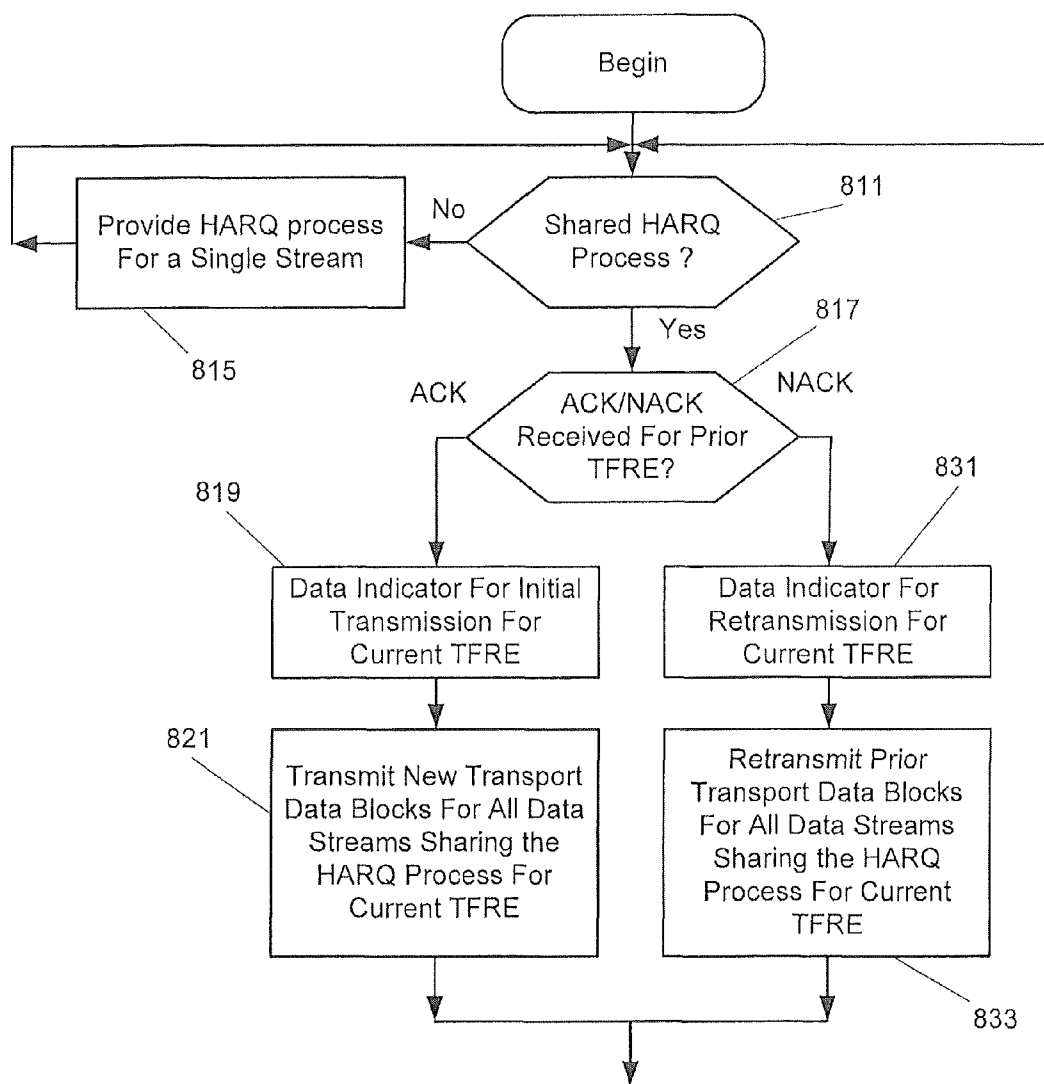 Begin
811
Shared HARQ
Process ?
No
Provide HARQ process
For a Single Stream
815
Yes
817
ACK
NACK
ACK/NACK
Received For Prior
TFRE?
819
831
Data Indicator For Initial
Transmission For
Current TFRE
Data Indicator For
Retransmission For
Current TFRE
821
Transmit New Transport
Data Blocks For All Data
Streams Sharing the
HARQ Process For
Current TFRE
Retransmit Prior
Transport Data Blocks
For All Data Streams
Sharing the HARQ
Process For Current
TFRE
833